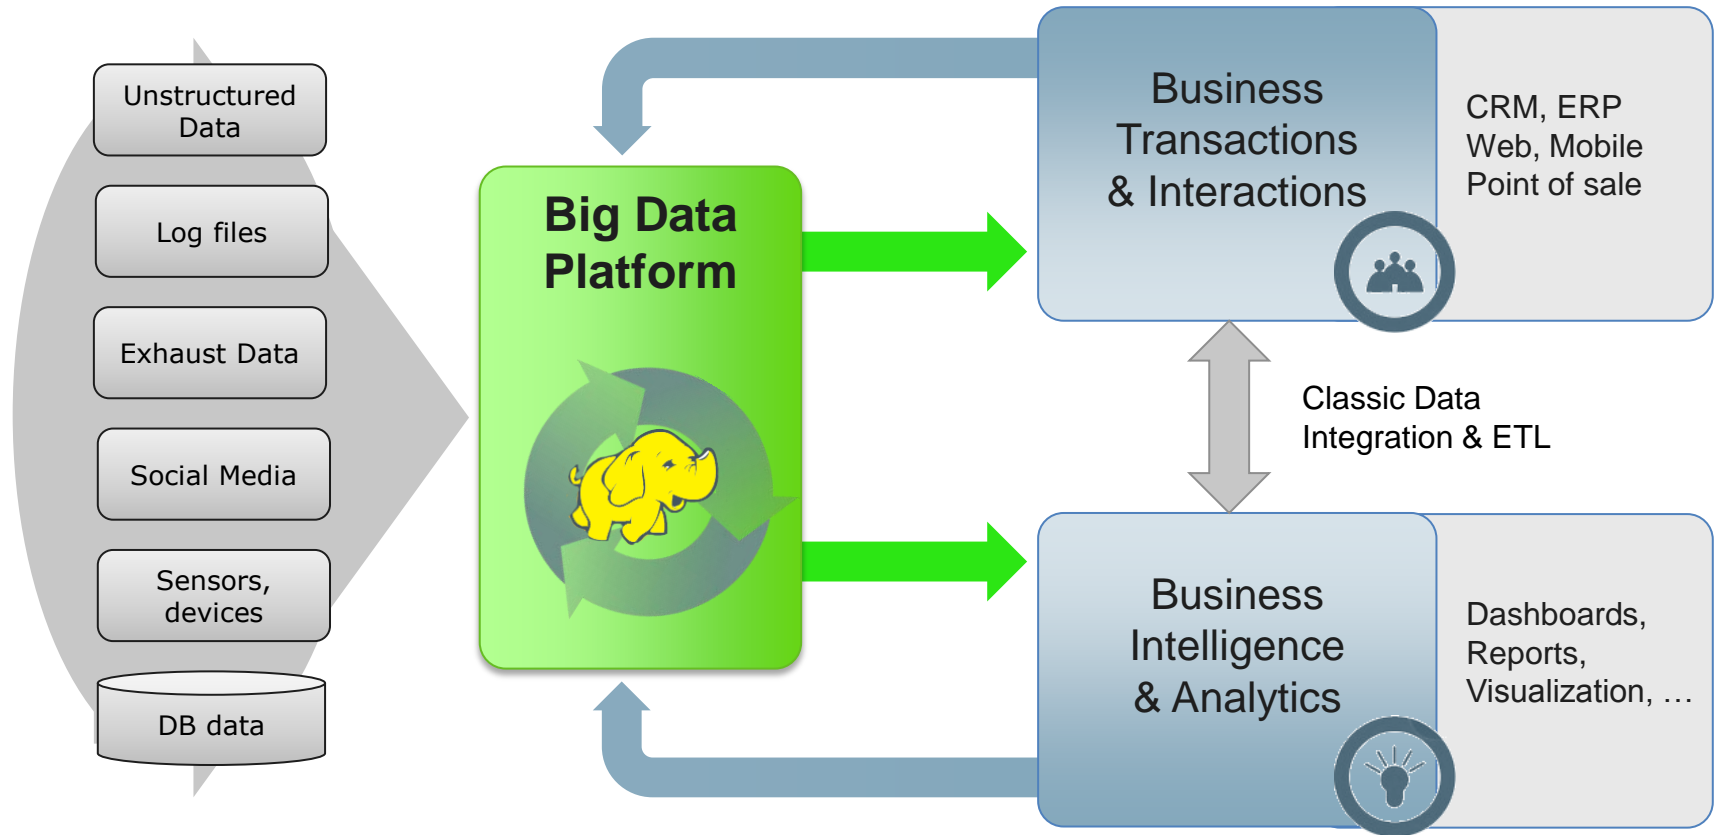 Unstructured
Data
Log files
Exhaust Data
Social Media
Sensors,
devices
DB data
Big Data
Platform
Business
Transactions
& Interactions
CRM, ERP
Web, Mobile
Point of sale
Classic Data
Integration & ETL
Business
Intelligence
& Analytics
Dashboards,
Reports,
Visualization, …